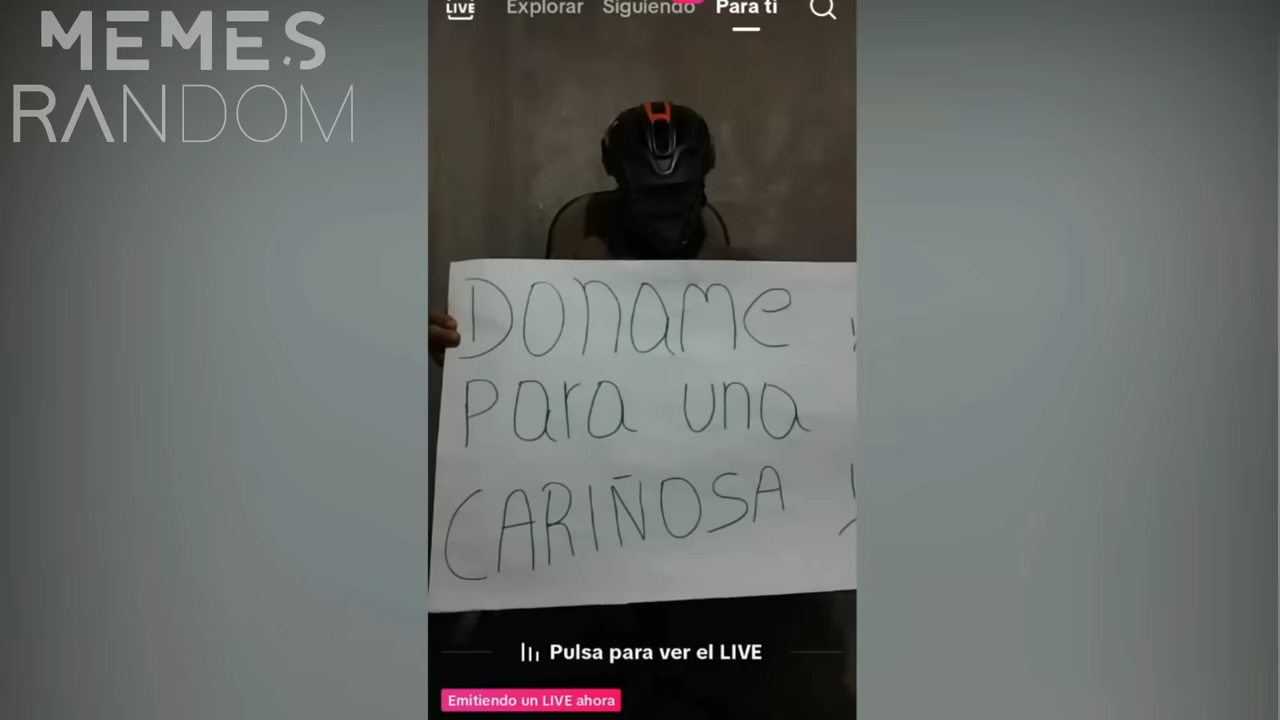 MEMES
RANDOM
LIVE
Explorar Siguiendo Para ti
DONAME
PARA UNA
CARIÑOSA
Pulsa para ver el LIVE
Emitiendo un LIVE ahora